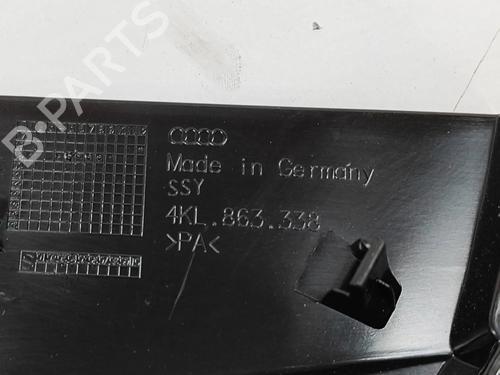 B-PARTS
Made in Germany
SSY
4KL.863.338
>PA<